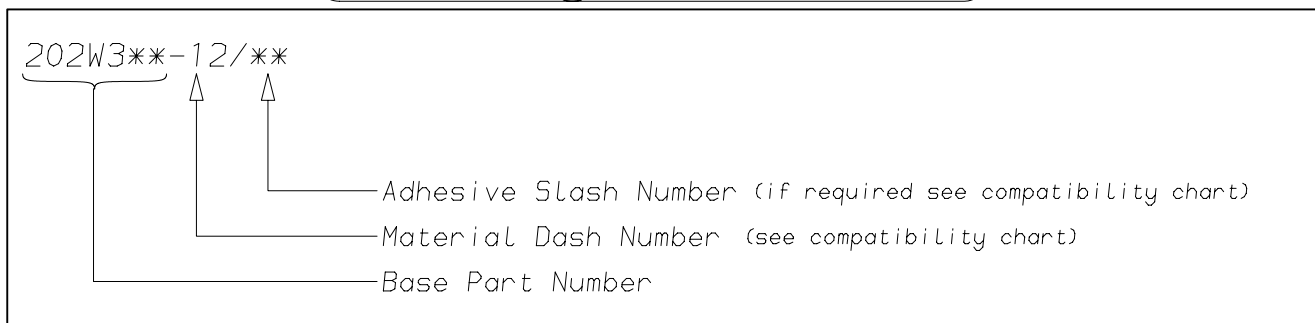 202W3**-12/**
Adhesive Slash Number (if required see compatibility chart)
Material Dash Number (see compatibility chart)
Base Part Number